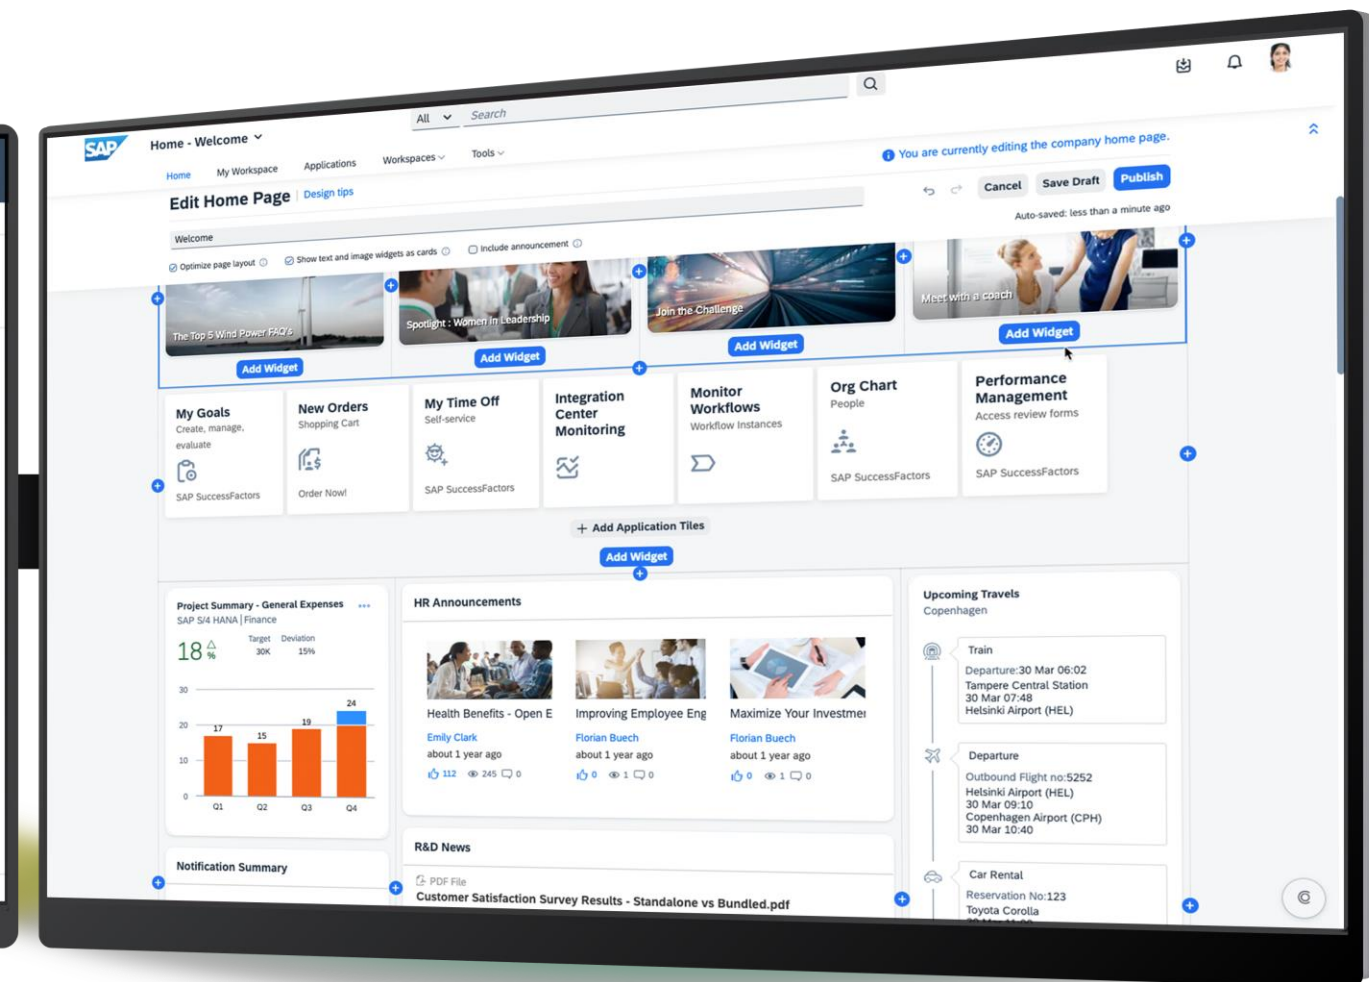 SAP
Home - Welcome
All
Search
Home
My Workspace
Applications
Workspaces
Tools
You are currently editing the company home page.
Edit Home Page
Design tips
Cancel
Save Draft
Publish
Auto-saved: less than a minute ago
Welcome
Optimize page layout
Show text and image widgets as cards
Include announcement
The Top 5 Wind Power FAQ's
Spotlight : Women in Leadership
Join the Challenge
Meet with a coach
Add Widget
Add Widget
Add Widget
Add Widget
My Goals
Create, manage,
evaluate
SAP SuccessFactors
New Orders
Shopping Cart
Order Now!
My Time Off
Self-service
SAP SuccessFactors
Integration
Center
Monitoring
Monitor
Workflows
Workflow Instances
Org Chart
People
SAP SuccessFactors
Performance
Management
Access review forms
SAP SuccessFactors
+ Add Application Tiles
Add Widget
Project Summary - General Expenses
SAP S/4 HANA | Finance
18 %
Target
30K
Deviation
15%
30
20
10
0
17
15
19
24
Q1
Q2
Q3
Q4
Notification Summary
HR Announcements
Health Benefits - Open E
Emily Clark
about 1 year ago
112 245 0
Improving Employee Eng
Florian Buech
about 1 year ago
0 1 0
Maximize Your Investmen
Florian Buech
about 1 year ago
0 1 0
R&D News
PDF File
Customer Satisfaction Survey Results - Standalone vs Bundled.pdf
Upcoming Travels
Copenhagen
Train
Departure:30 Mar 06:02
Tampere Central Station
30 Mar 07:48
Helsinki Airport (HEL)
Departure
Outbound Flight no:5252
Helsinki Airport (HEL)
30 Mar 09:10
Copenhagen Airport (CPH)
30 Mar 10:40
Car Rental
Reservation No:123
Toyota Corolla